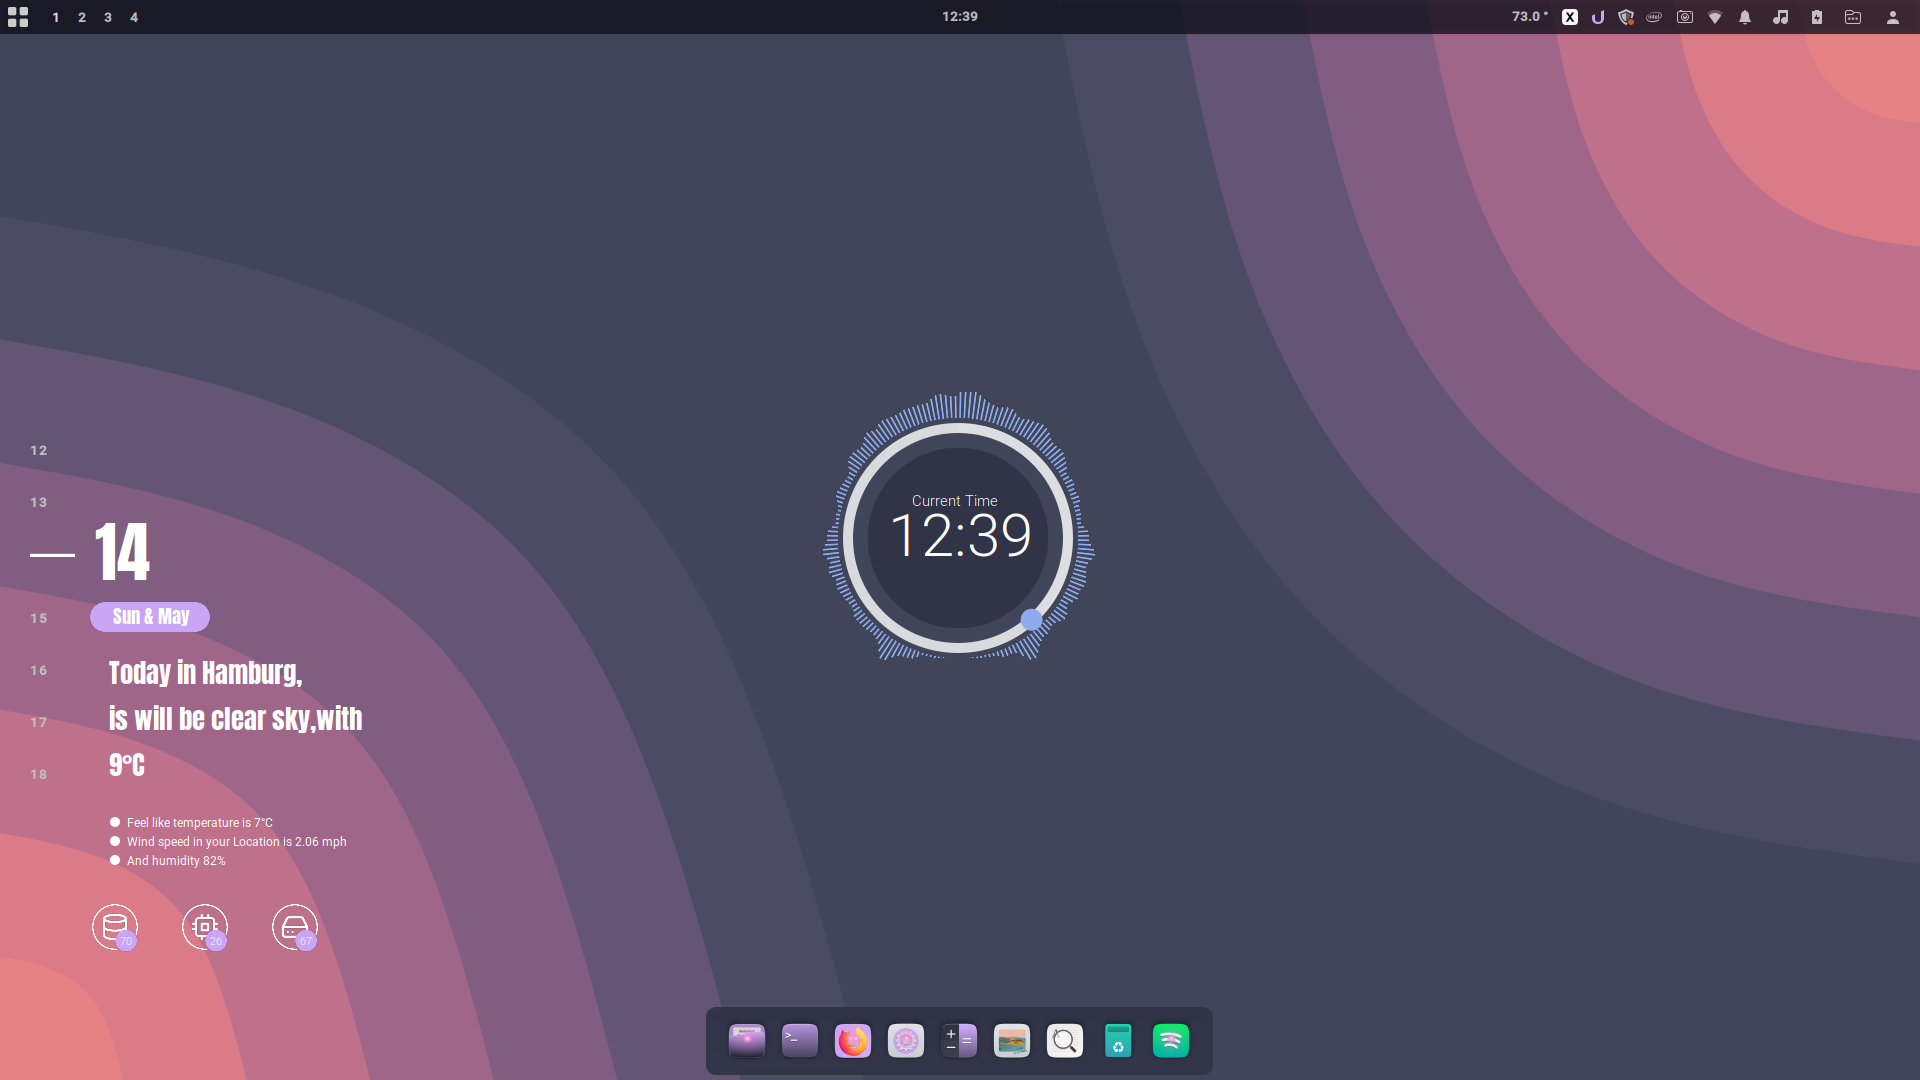 1 2 3 4
12:39
73.0 °
X
intel
12
13
14
Sun & May
15
16
17
18
Today in Hamburg,
is will be clear sky,with
9°C
Feel like temperature is 7°C
Wind speed in your Location is 2.06 mph
And humidity 82%
70
26
67
Current Time
12:39
>_